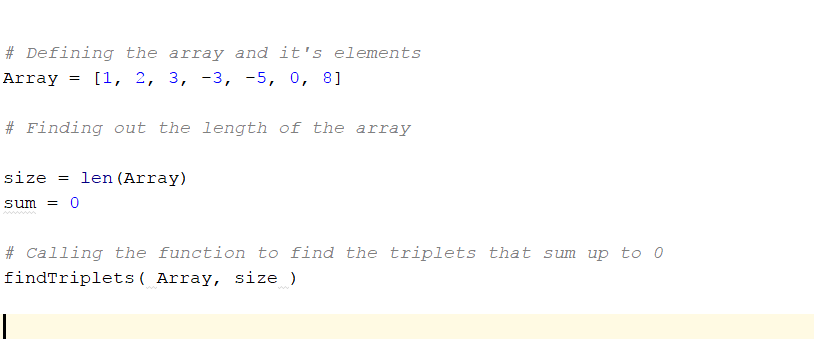 # Defining the array and it's elements
Array = [1, 2, 3, -3, -5, 0, 8]
# Finding out the length of the array
size = len(Array)
sum = 0
# Calling the function to find the triplets that sum up to 0
findTriplets( Array, size )